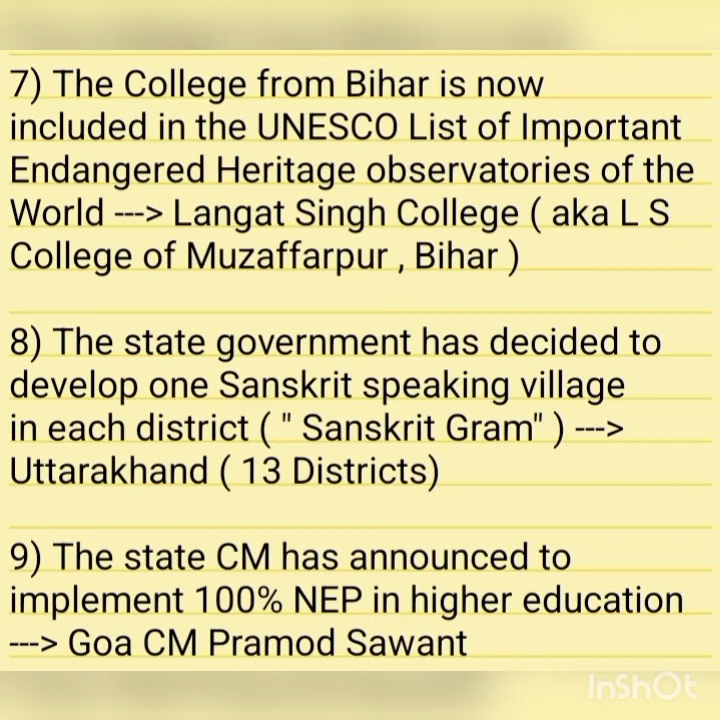 7) The College from Bihar is now
included in the UNESCO List of Important
Endangered Heritage observatories of the
World ---> Langat Singh College ( aka L S
College of Muzaffarpur , Bihar )
8) The state government has decided to
develop one Sanskrit speaking village
in each district ( " Sanskrit Gram" ) --->
Uttarakhand ( 13 Districts)
9) The state CM has announced to
implement 100% NEP in higher education
---> Goa CM Pramod Sawant
InShOt